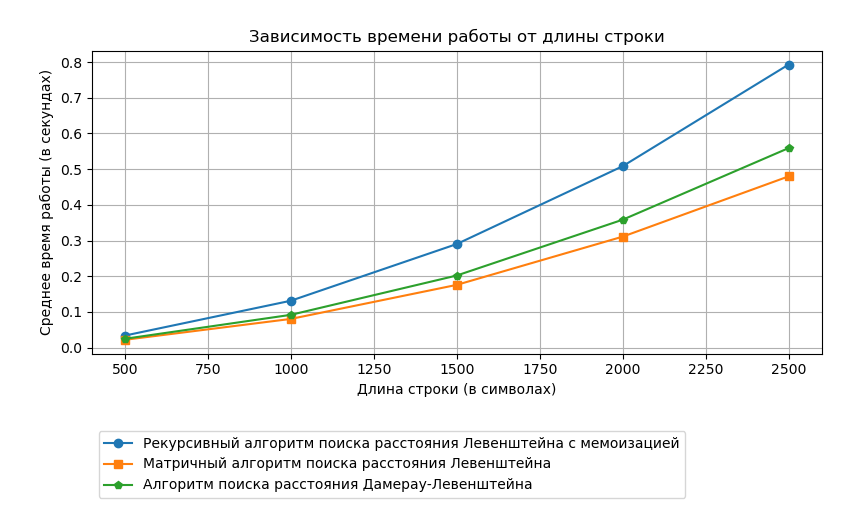 Зависимость времени работы от длины строки
Среднее время работы (в секундах)
0.8
0.7
0.6
0.5
0.4
0.3
0.2
0.1
0.0
500 750 1000 1250 1500 1750 2000 2250 2500
Длина строки (в символах)
Рекурсивный алгоритм поиска расстояния Левенштейна с мемоизацией
Матричный алгоритм поиска расстояния Левенштейна
Алгоритм поиска расстояния Дамерау-Левенштейна